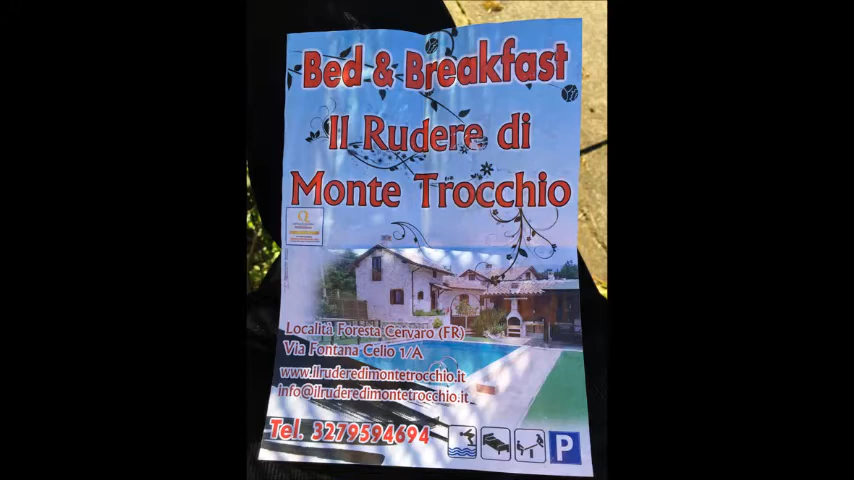 Bed & Breakfast
Il Rudere di
Monte Trocchio
Q
Località Foresta Cervaro (FR)
Via Fontana Celio 1/A
www.ilruderedimontetrocchio.it
info@ilruderedimontetrocchio.it
Tel. 3279594694
P